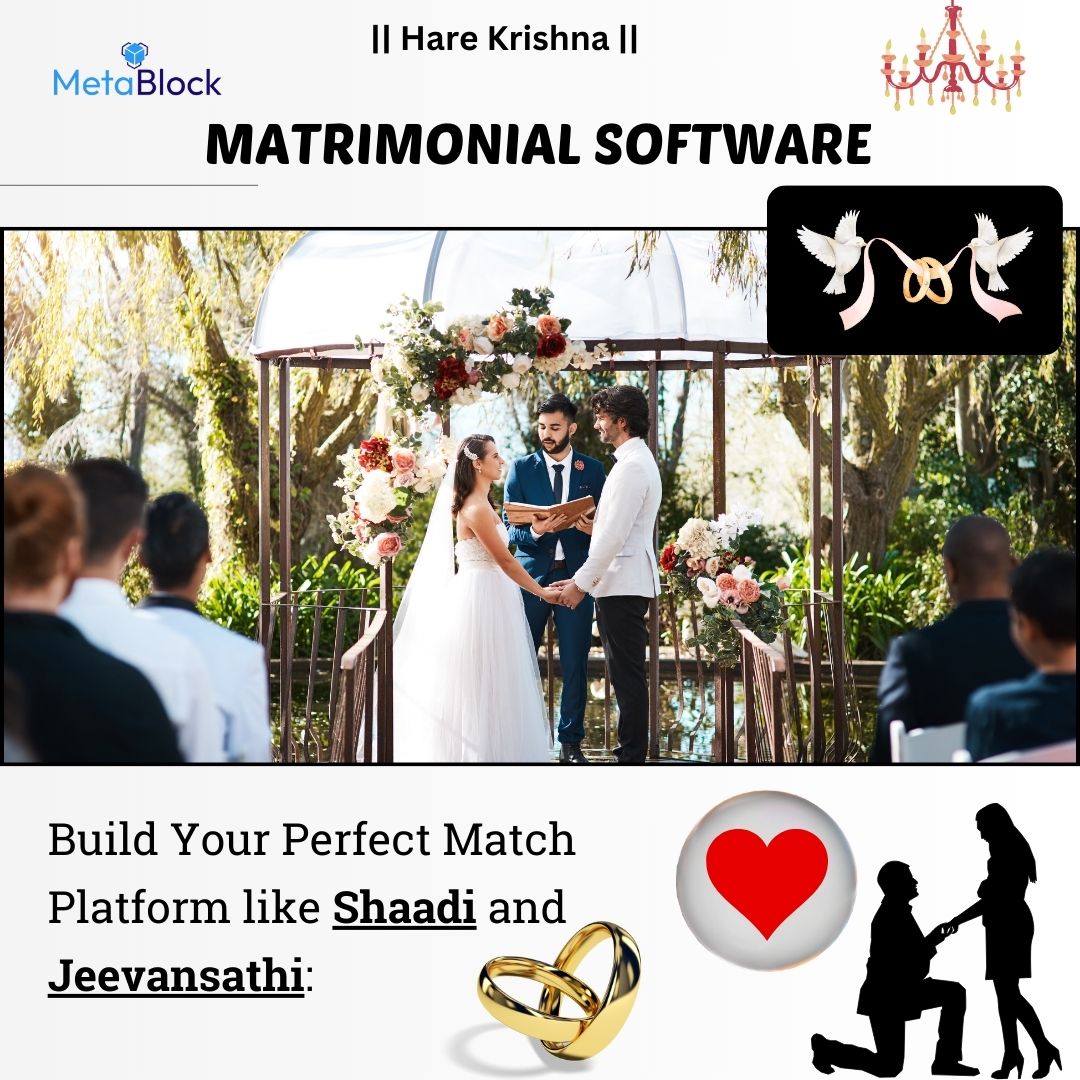 || Hare Krishna ||
MetaBlock
MATRIMONIAL SOFTWARE
Build Your Perfect Match
Platform like Shaadi and
Jeevansathi: